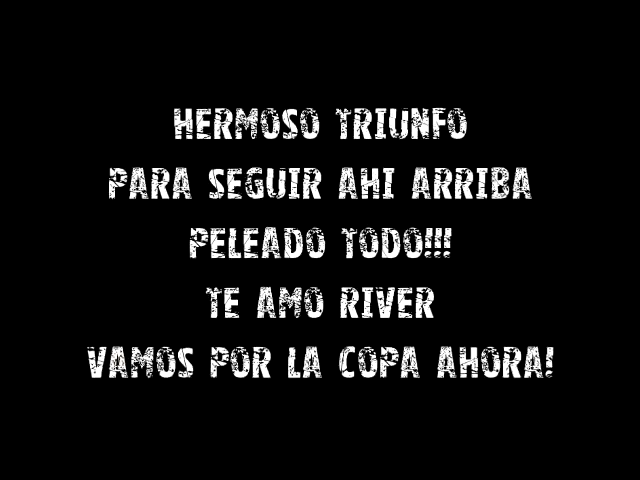 HERMOSO TRIUNFO
PARA SEGUIR AHI ARRIBA
PELEADO TODO!!!
TE AMO RIVER
VAMOS POR LA COPA AHORA!